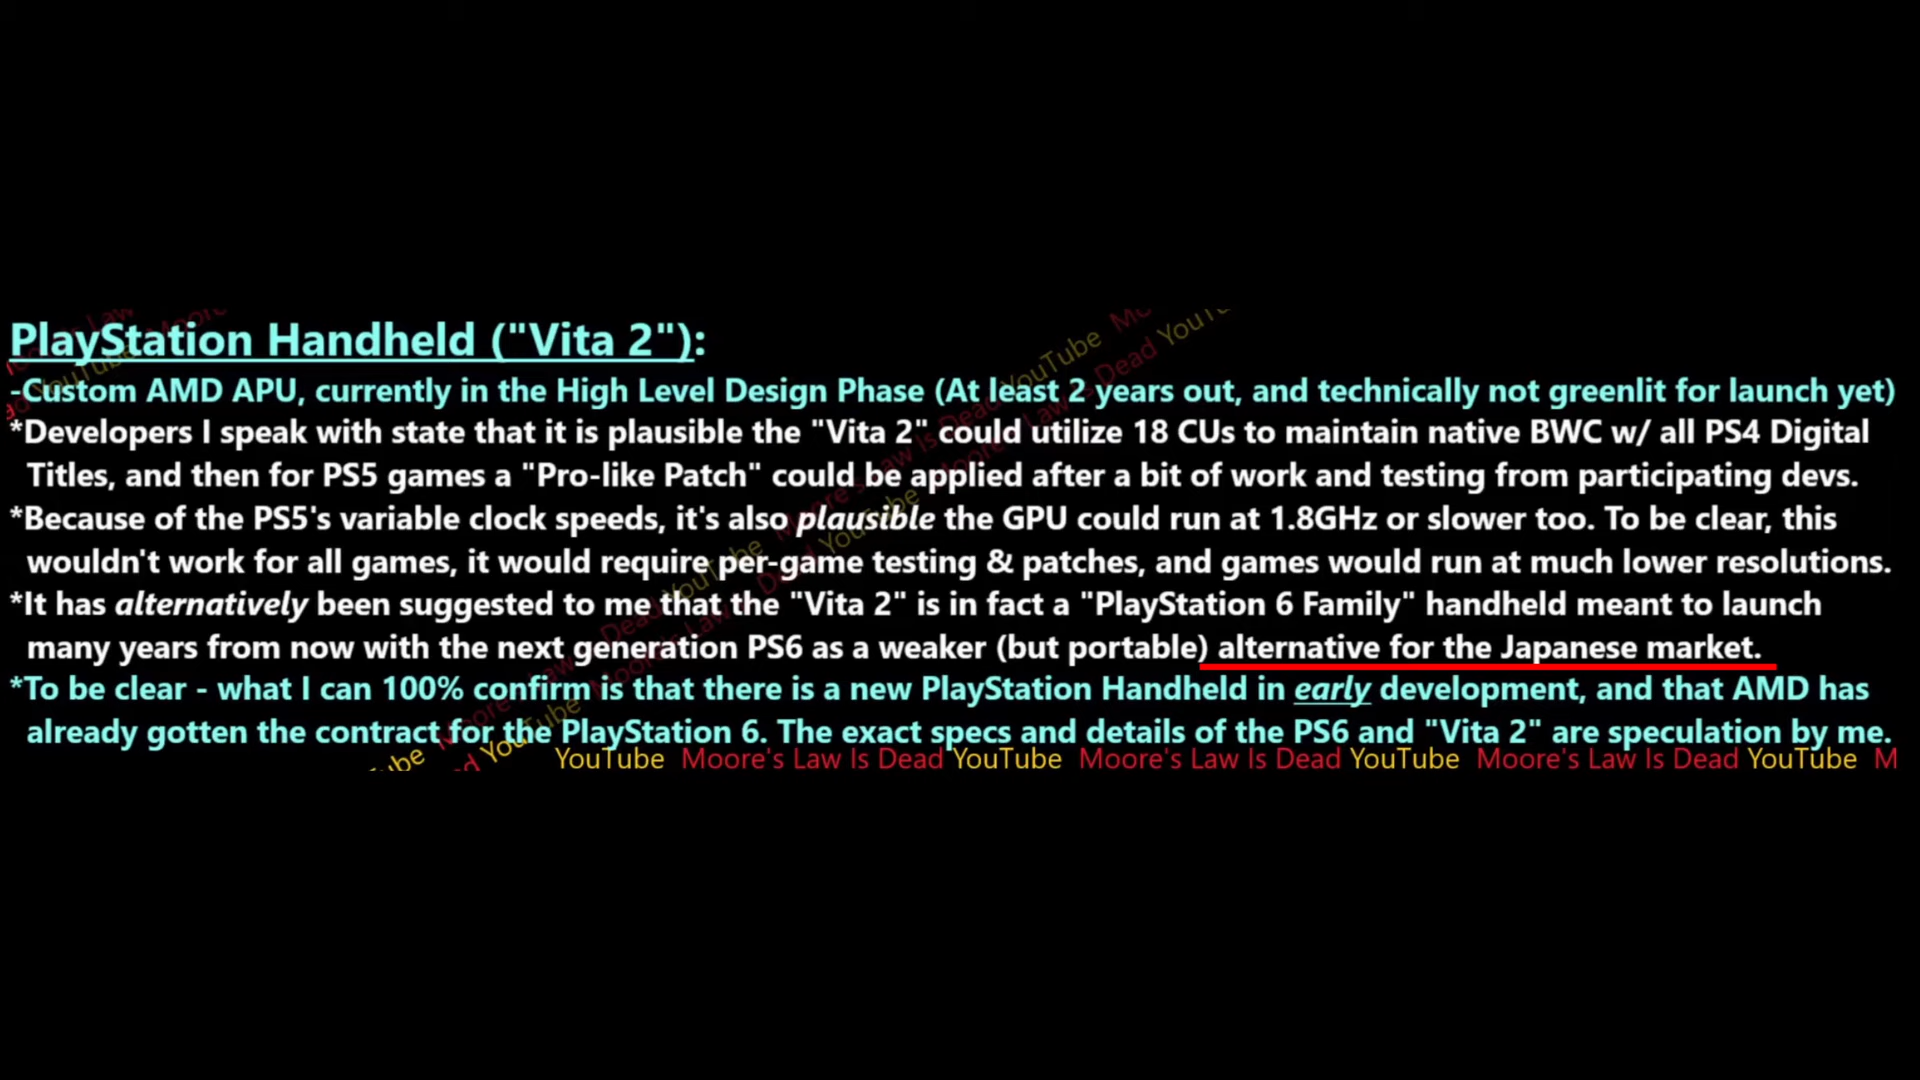 PlayStation Handheld ("Vita 2"):
-Custom AMD APU, currently in the High Level Design Phase (At least 2 years out, and technically not greenlit for launch yet)
*Developers I speak with state that it is plausible the "Vita 2" could utilize 18 CUs to maintain native BWC w/ all PS4 Digital
Titles, and then for PS5 games a "Pro-like Patch" could be applied after a bit of work and testing from participating devs.
*Because of the PS5's variable clock speeds, it's also plausible the GPU could run at 1.8GHz or slower too. To be clear, this
wouldn't work for all games, it would require per-game testing & patches, and games would run at much lower resolutions.
*It has alternatively been suggested to me that the "Vita 2" is in fact a "PlayStation 6 Family" handheld meant to launch
many years from now with the next generation PS6 as a weaker (but portable) alternative for the Japanese market.
*To be clear - what I can 100% confirm is that there is a new PlayStation Handheld in early development, and that AMD has
already gotten the contract for the PlayStation 6. The exact specs and details of the PS6 and "Vita 2" are speculation by me.
YouTube Moore's Law Is Dead YouTube Moore's Law Is Dead YouTube Moore's Law Is Dead YouTube M